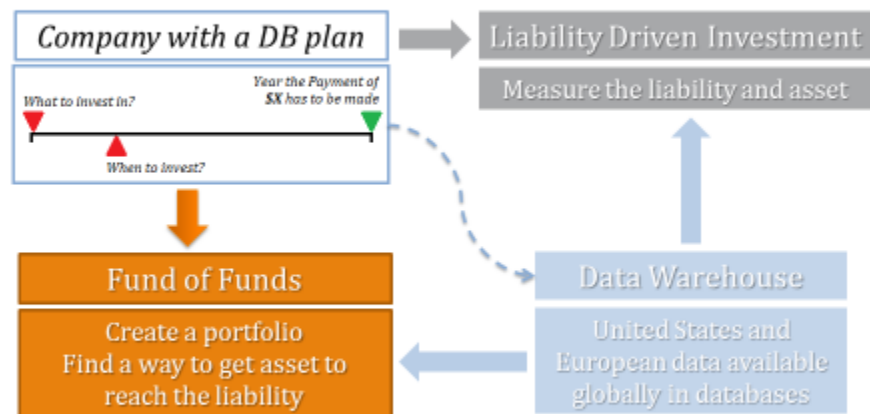 Company with a DB plan
Liability Driven Investment
What to invest in?
Year the Payment of
$X has to be made
When to invest?
Measure the liability and asset
Fund of Funds
Create a portfolio
Find a way to get asset to
reach the liability
Data Warehouse
United States and
European data available
globally in databases